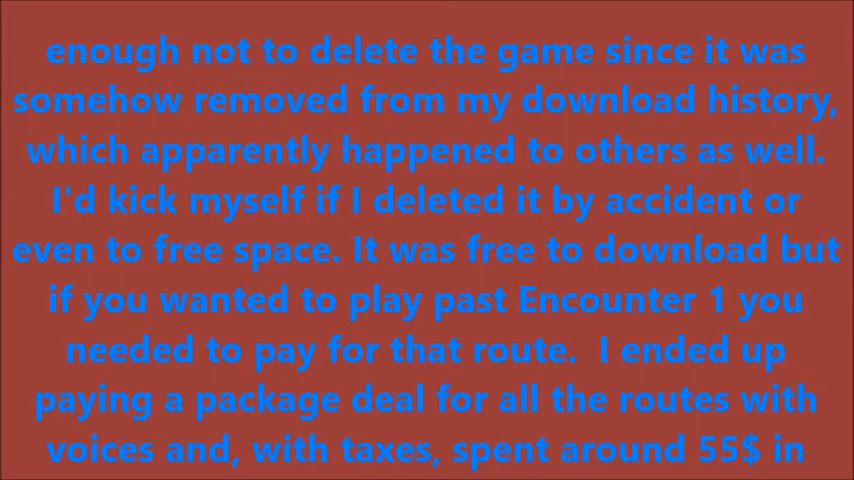 enough not to delete the game since it was
somehow removed from my download history,
which apparently happened to others as well.
I'd kick myself if I deleted it by accident or
even to free space. It was free to download but
if you wanted to play past Encounter 1 you
needed to pay for that route.  I ended up
paying a package deal for all the routes with
voices and, with taxes, spent around 55$ in